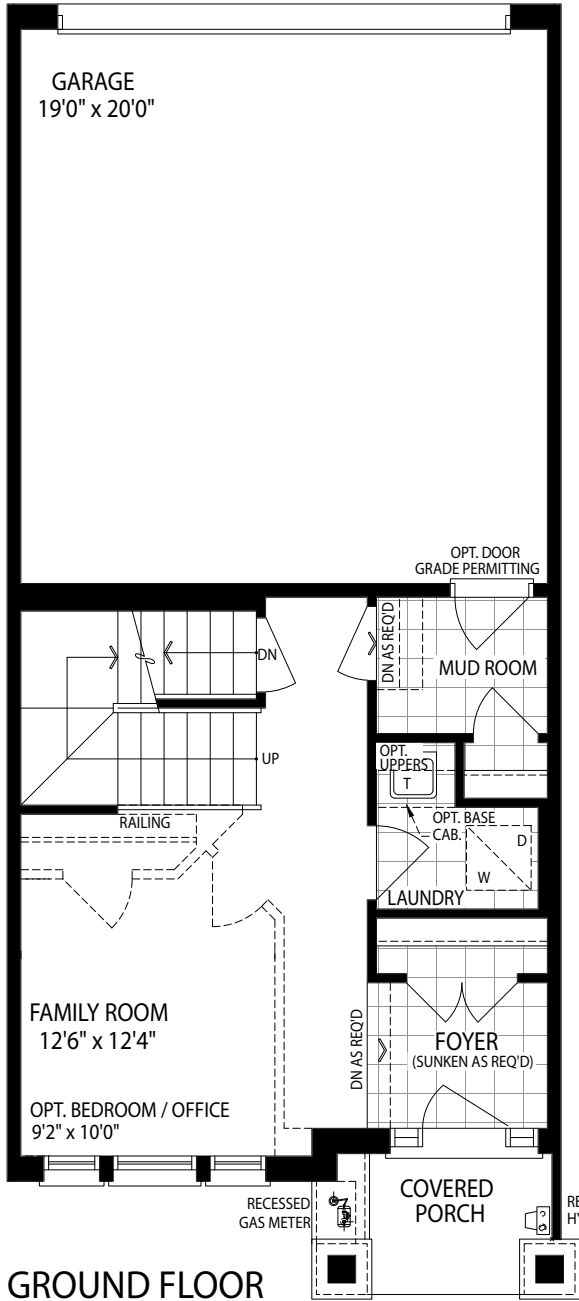 GARAGE
19'0" x 20'0"
OPT. DOOR
GRADE PERMITTING
DN AS REQ'D
MUD ROOM
DN
UP
OPT.
UPPERS
T
RAILING
OPT. BASE
CAB.
D
W
LAUNDRY
FAMILY ROOM
12'6" x 12'4"
DN AS REQ'D
FOYER
(SUNKEN AS REQ'D)
OPT. BEDROOM / OFFICE
9'2" x 10'0"
RECESSED
GAS METER
COVERED
PORCH
GROUND FLOOR